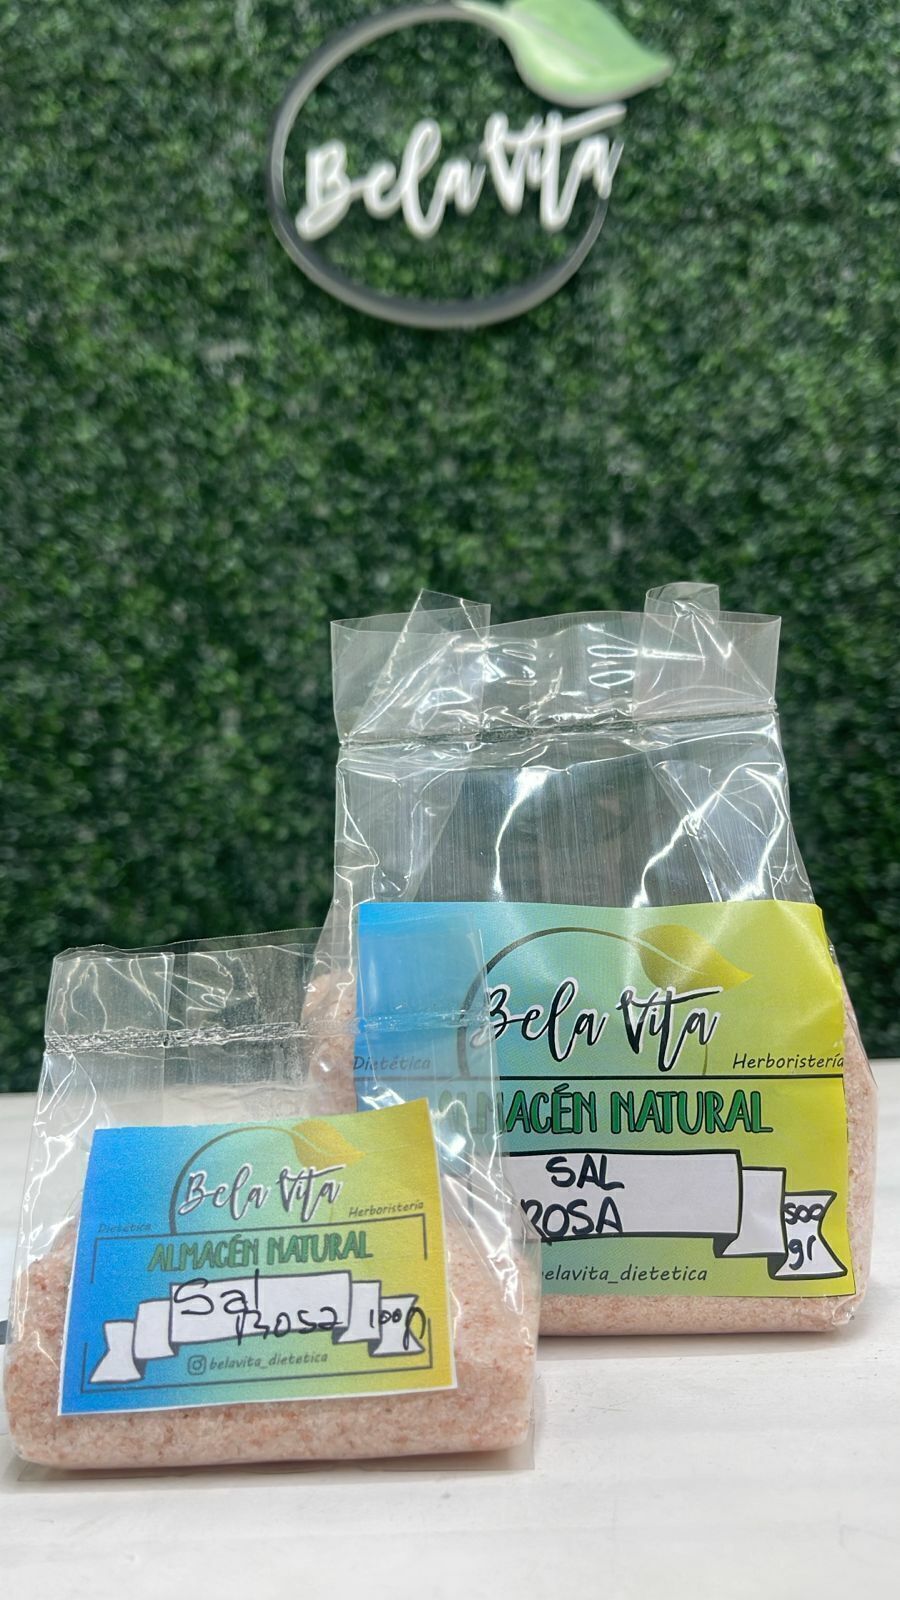 Bela Vita
Bela Vita
Dietética
Herboristería
ALMACÉN NATURAL
SAL
ROSA
500
gr
belavita_dietetica
Bela Vita
Dietética
Herboristería
ALMACÉN NATURAL
Sal
Rosa
100g
belavita_dietetica